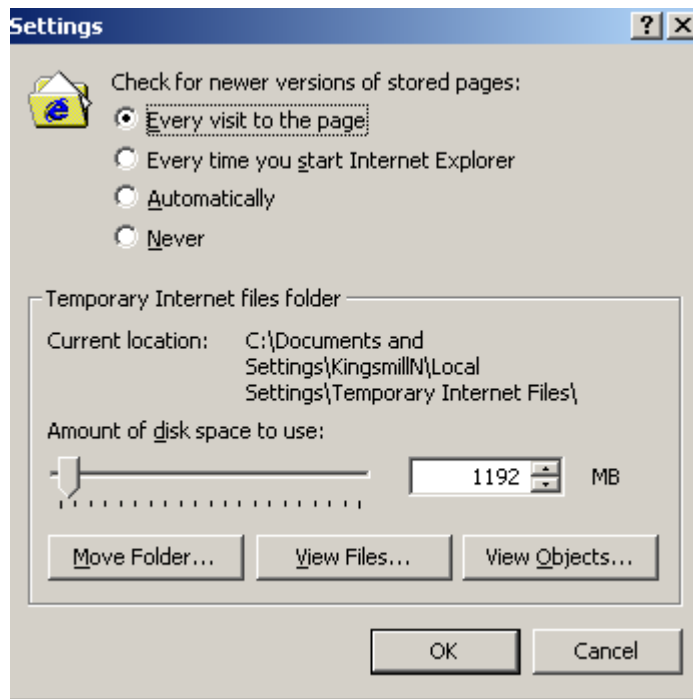 Settings
Check for newer versions of stored pages:
Every visit to the page
Every time you start Internet Explorer
Automatically
Never
Temporary Internet files folder
Current location: C:\Documents and
Settings\KingsmillN\Local
Settings\Temporary Internet Files\
Amount of disk space to use:
1192 MB
Move Folder... View Files... View Objects...
OK Cancel